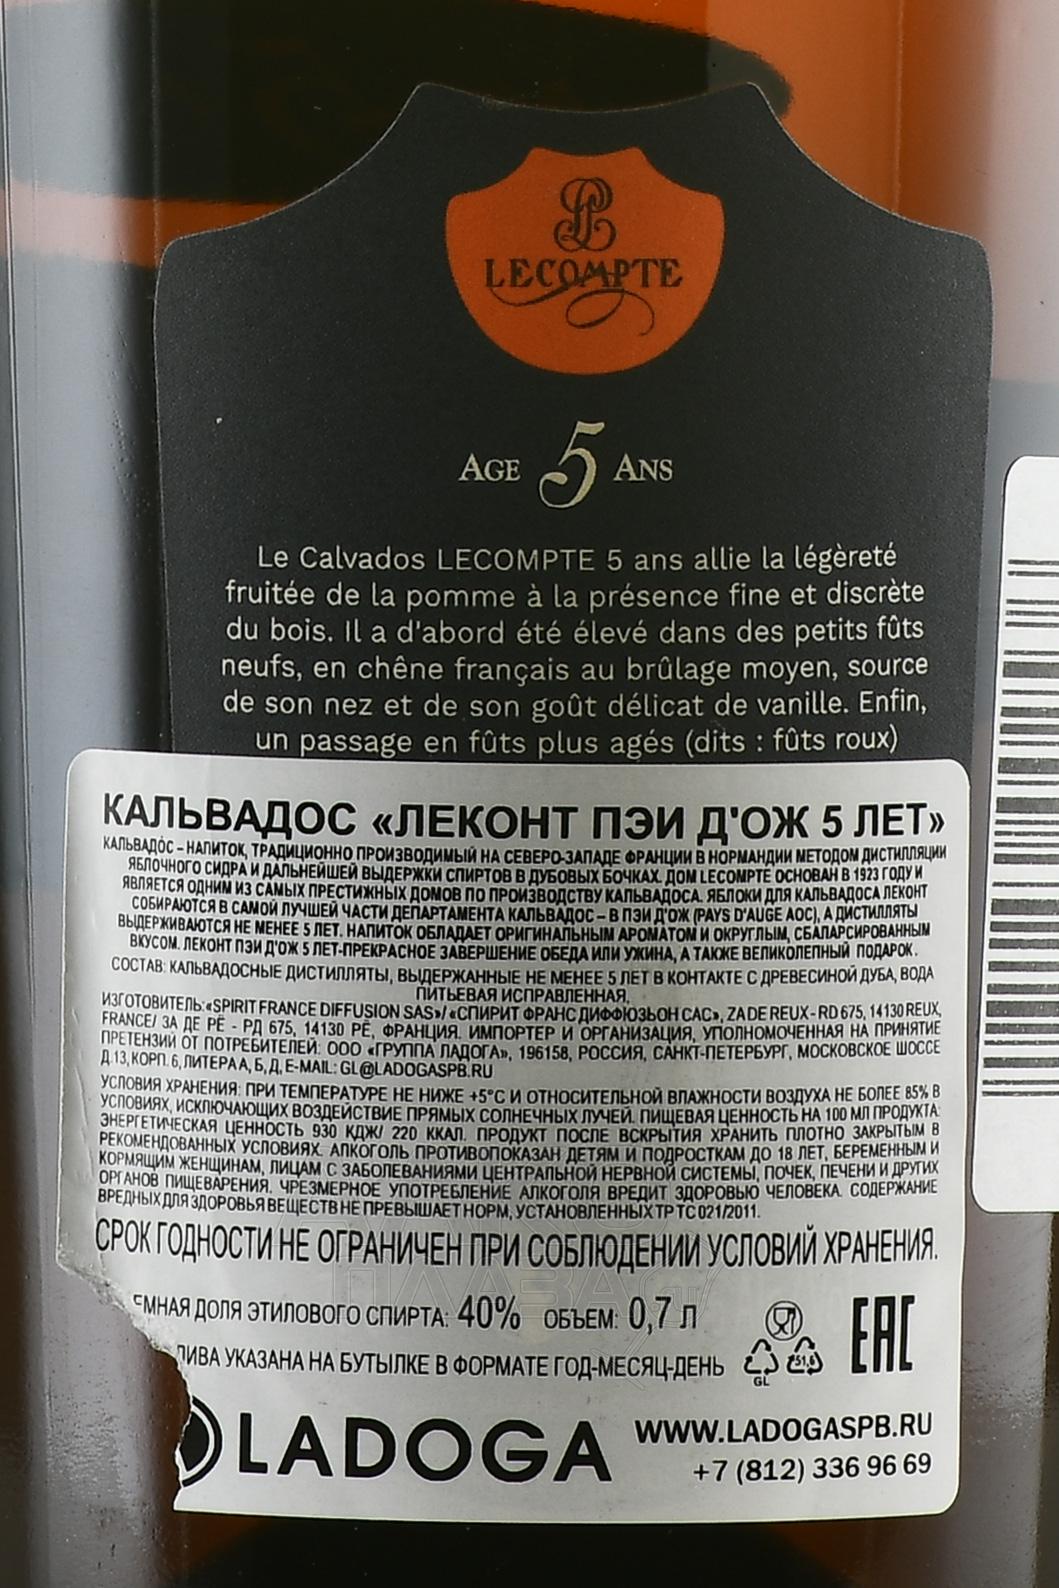 LECOMPTE
AGE 5 ANS
Le Calvados LECOMPTE 5 ans allie la légèreté
fruitée de la pomme à la présence fine et discrète
du bois. Il a d'abord été élevé dans des petits fûts
neufs, en chêne français au brûlage moyen, source
de son nez et de son goût délicat de vanille. Enfin,
un passage en fûts plus agés (dits : fûts roux)
КАЛЬВАДОС «ЛЕКОНТ ПЭИ Д'ОЖ 5 ЛЕТ»
КАЛЬВАДОС – НАПИТОК, ТРАДИЦИОННО ПРОИЗВОДИМЫЙ НА СЕВЕРО-ЗАПАДЕ ФРАНЦИИ В НОРМАНДИИ МЕТОДОМ ДИСТИЛЛЯЦИИ
ЯБЛОЧНОГО СИДРА И ДАЛЬНЕЙШЕЙ ВЫДЕРЖКИ СПИРТОВ В ДУБОВЫХ БОЧКАХ. ДОМ LECOMPTE ОСНОВАН В 1923 ГОДУ И
ЯВЛЯЕТСЯ ОДНИМ ИЗ САМЫХ ПРЕСТИЖНЫХ ДОМОВ ПО ПРОИЗВОДСТВУ КАЛЬВАДОСА. ЯБЛОКИ ДЛЯ КАЛЬВАДОСА ЛЕКОНТ
СОБИРАЮТСЯ В САМОЙ ЛУЧШЕЙ ЧАСТИ ДЕПАРТАМЕНТА КАЛЬВАДОС – В ПЭИ Д'ОЖ (PAYS D'AUGE AOC), А ДИСТИЛЛЯТЫ
ВЫДЕРЖИВАЮТСЯ НЕ МЕНЕЕ 5 ЛЕТ. НАПИТОК ОБЛАДАЕТ ОРИГИНАЛЬНЫМ АРОМАТОМ И ОКРУГЛЫМ, СБАЛАНСИРОВАННЫМ
ВКУСОМ. ЛЕКОНТ ПЭИ Д'ОЖ 5 ЛЕТ-ПРЕКРАСНОЕ ЗАВЕРШЕНИЕ ОБЕДА ИЛИ УЖИНА, А ТАКЖЕ ВЕЛИКОЛЕПНЫЙ ПОДАРОК.
СОСТАВ: КАЛЬВАДОСНЫЕ ДИСТИЛЛЯТЫ, ВЫДЕРЖАННЫЕ НЕ МЕНЕЕ 5 ЛЕТ В КОНТАКТЕ С ДРЕВЕСИНОЙ ДУБА, ВОДА
ПИТЬЕВАЯ ИСПРАВЛЕННАЯ.
ИЗГОТОВИТЕЛЬ: «SPIRIT FRANCE DIFFUSION SAS»/ «СПИРИТ ФРАНС ДИФФЮЗЬОН САС», ZA DE REUX - RD 675, 14130 REUX,
FRANCE/ ЗА ДЕ РЁ - РД 675, 14130 РЁ, ФРАНЦИЯ. ИМПОРТЕР И ОРГАНИЗАЦИЯ, УПОЛНОМОЧЕННАЯ НА ПРИНЯТИЕ
ПРЕТЕНЗИЙ ОТ ПОТРЕБИТЕЛЕЙ: ООО «ГРУППА ЛАДОГА», 196158, РОССИЯ, САНКТ-ПЕТЕРБУРГ, МОСКОВСКОЕ ШОССЕ
Д.13, КОРП. 6, ЛИТЕРА А, Б, Д, E-MAIL: GL@LADOGASPB.RU
УСЛОВИЯ ХРАНЕНИЯ: ПРИ ТЕМПЕРАТУРЕ НЕ НИЖЕ +5°С И ОТНОСИТЕЛЬНОЙ ВЛАЖНОСТИ ВОЗДУХА НЕ БОЛЕЕ 85% В
УСЛОВИЯХ, ИСКЛЮЧАЮЩИХ ВОЗДЕЙСТВИЕ ПРЯМЫХ СОЛНЕЧНЫХ ЛУЧЕЙ. ПИЩЕВАЯ ЦЕННОСТЬ НА 100 МЛ ПРОДУКТА:
ЭНЕРГЕТИЧЕСКАЯ ЦЕННОСТЬ 930 КДЖ/ 220 ККАЛ. ПРОДУКТ ПОСЛЕ ВСКРЫТИЯ ХРАНИТЬ ПЛОТНО ЗАКРЫТЫМ В
РЕКОМЕНДОВАННЫХ УСЛОВИЯХ. АЛКОГОЛЬ ПРОТИВОПОКАЗАН ДЕТЯМ И ПОДРОСТКАМ ДО 18 ЛЕТ, БЕРЕМЕННЫМ И
КОРМЯЩИМ ЖЕНЩИНАМ, ЛИЦАМ С ЗАБОЛЕВАНИЯМИ ЦЕНТРАЛЬНОЙ НЕРВНОЙ СИСТЕМЫ, ПОЧЕК, ПЕЧЕНИ И ДРУГИХ
ОРГАНОВ ПИЩЕВАРЕНИЯ. ЧРЕЗМЕРНОЕ УПОТРЕБЛЕНИЕ АЛКОГОЛЯ ВРЕДИТ ЗДОРОВЬЮ ЧЕЛОВЕКА. СОДЕРЖАНИЕ
ВРЕДНЫХ ДЛЯ ЗДОРОВЬЯ ВЕЩЕСТВ НЕ ПРЕВЫШАЕТ НОРМ, УСТАНОВЛЕННЫХ ТР ТС 021/2011.
СРОК ГОДНОСТИ НЕ ОГРАНИЧЕН ПРИ СОБЛЮДЕНИИ УСЛОВИЙ ХРАНЕНИЯ.
ЕМНАЯ ДОЛЯ ЭТИЛОВОГО СПИРТА: 40% ОБЪЕМ: 0,7 Л
ЛИВА УКАЗАНА НА БУТЫЛКЕ В ФОРМАТЕ ГОД-МЕСЯЦ-ДЕНЬ
GL
EAC
LADOGA
WWW.LADOGASPB.RU
+7 (812) 336 96 69